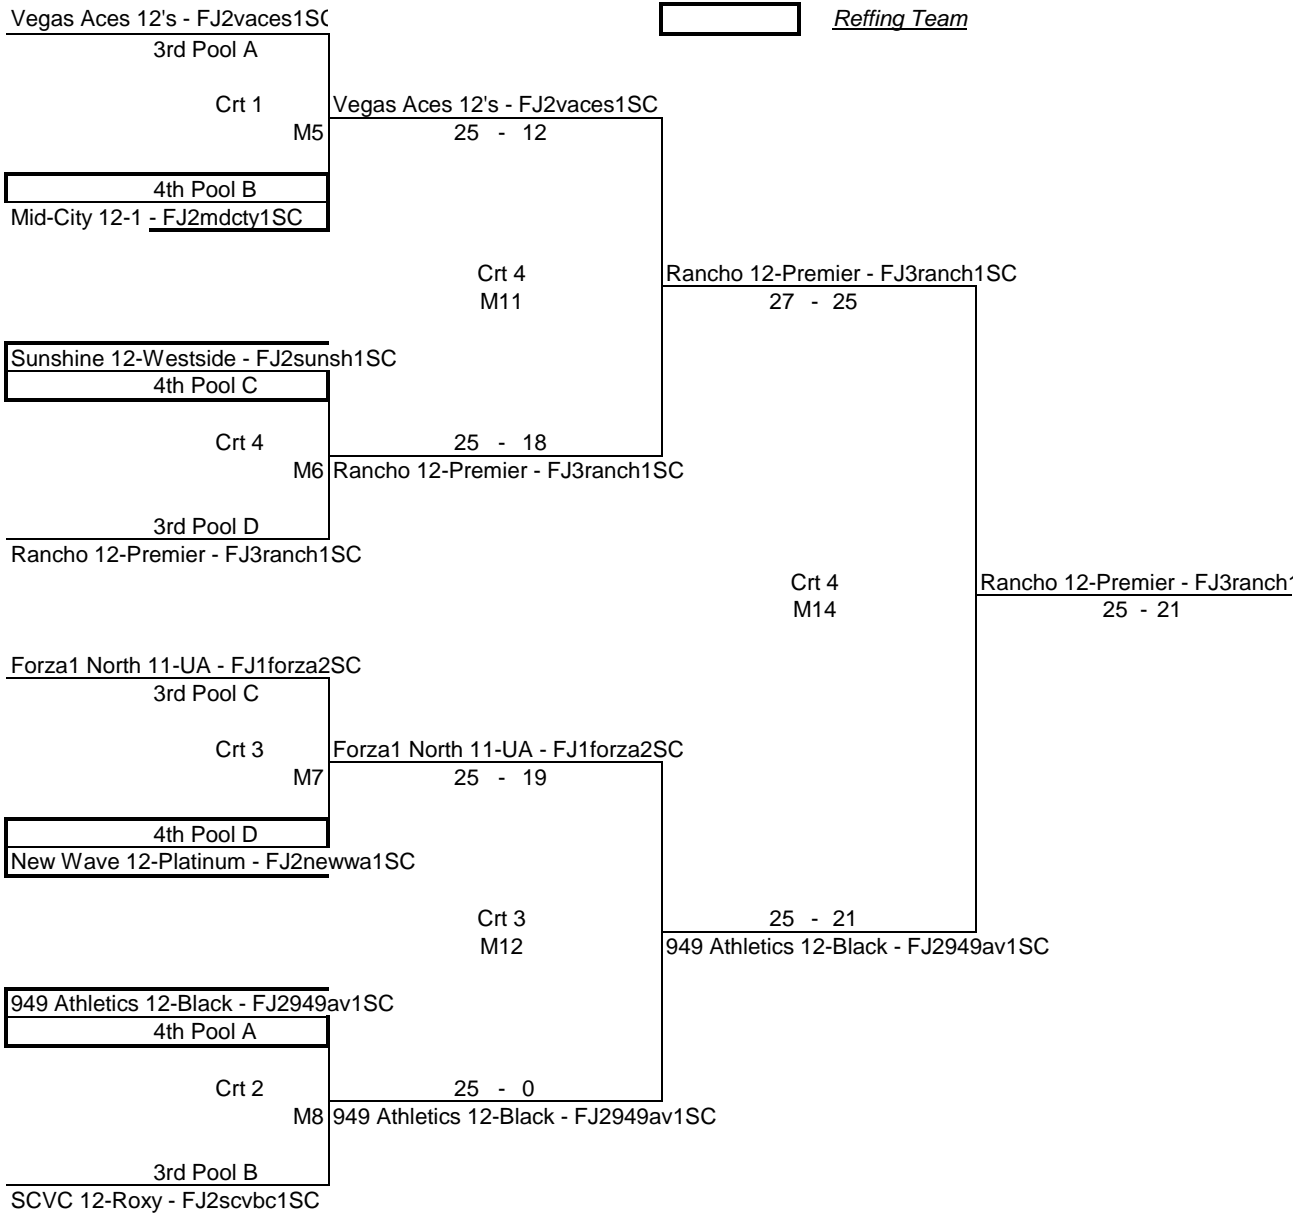 Vegas Aces 12's - FJ2vaces1SC
Reffing Team
3rd Pool A
Crt 1
Vegas Aces 12's - FJ2vaces1SC
M5
25 - 12
4th Pool B
Mid-City 12-1 - FJ2mdcty1SC
Crt 4
Rancho 12-Premier - FJ3ranch1SC
M11
27 - 25
Sunshine 12-Westside - FJ2sunsh1SC
4th Pool C
Crt 4
25 - 18
M6
Rancho 12-Premier - FJ3ranch1SC
3rd Pool D
Rancho 12-Premier - FJ3ranch1SC
Crt 4
Rancho 12-Premier - FJ3ranch1
M14
25 - 21
Forza1 North 11-UA - FJ1forza2SC
3rd Pool C
Crt 3
Forza1 North 11-UA - FJ1forza2SC
M7
25 - 19
4th Pool D
New Wave 12-Platinum - FJ2newwa1SC
Crt 3
25 - 21
M12
949 Athletics 12-Black - FJ2949av1SC
949 Athletics 12-Black - FJ2949av1SC
4th Pool A
Crt 2
25 - 0
M8
949 Athletics 12-Black - FJ2949av1SC
3rd Pool B
SCVC 12-Roxy - FJ2scvbc1SC